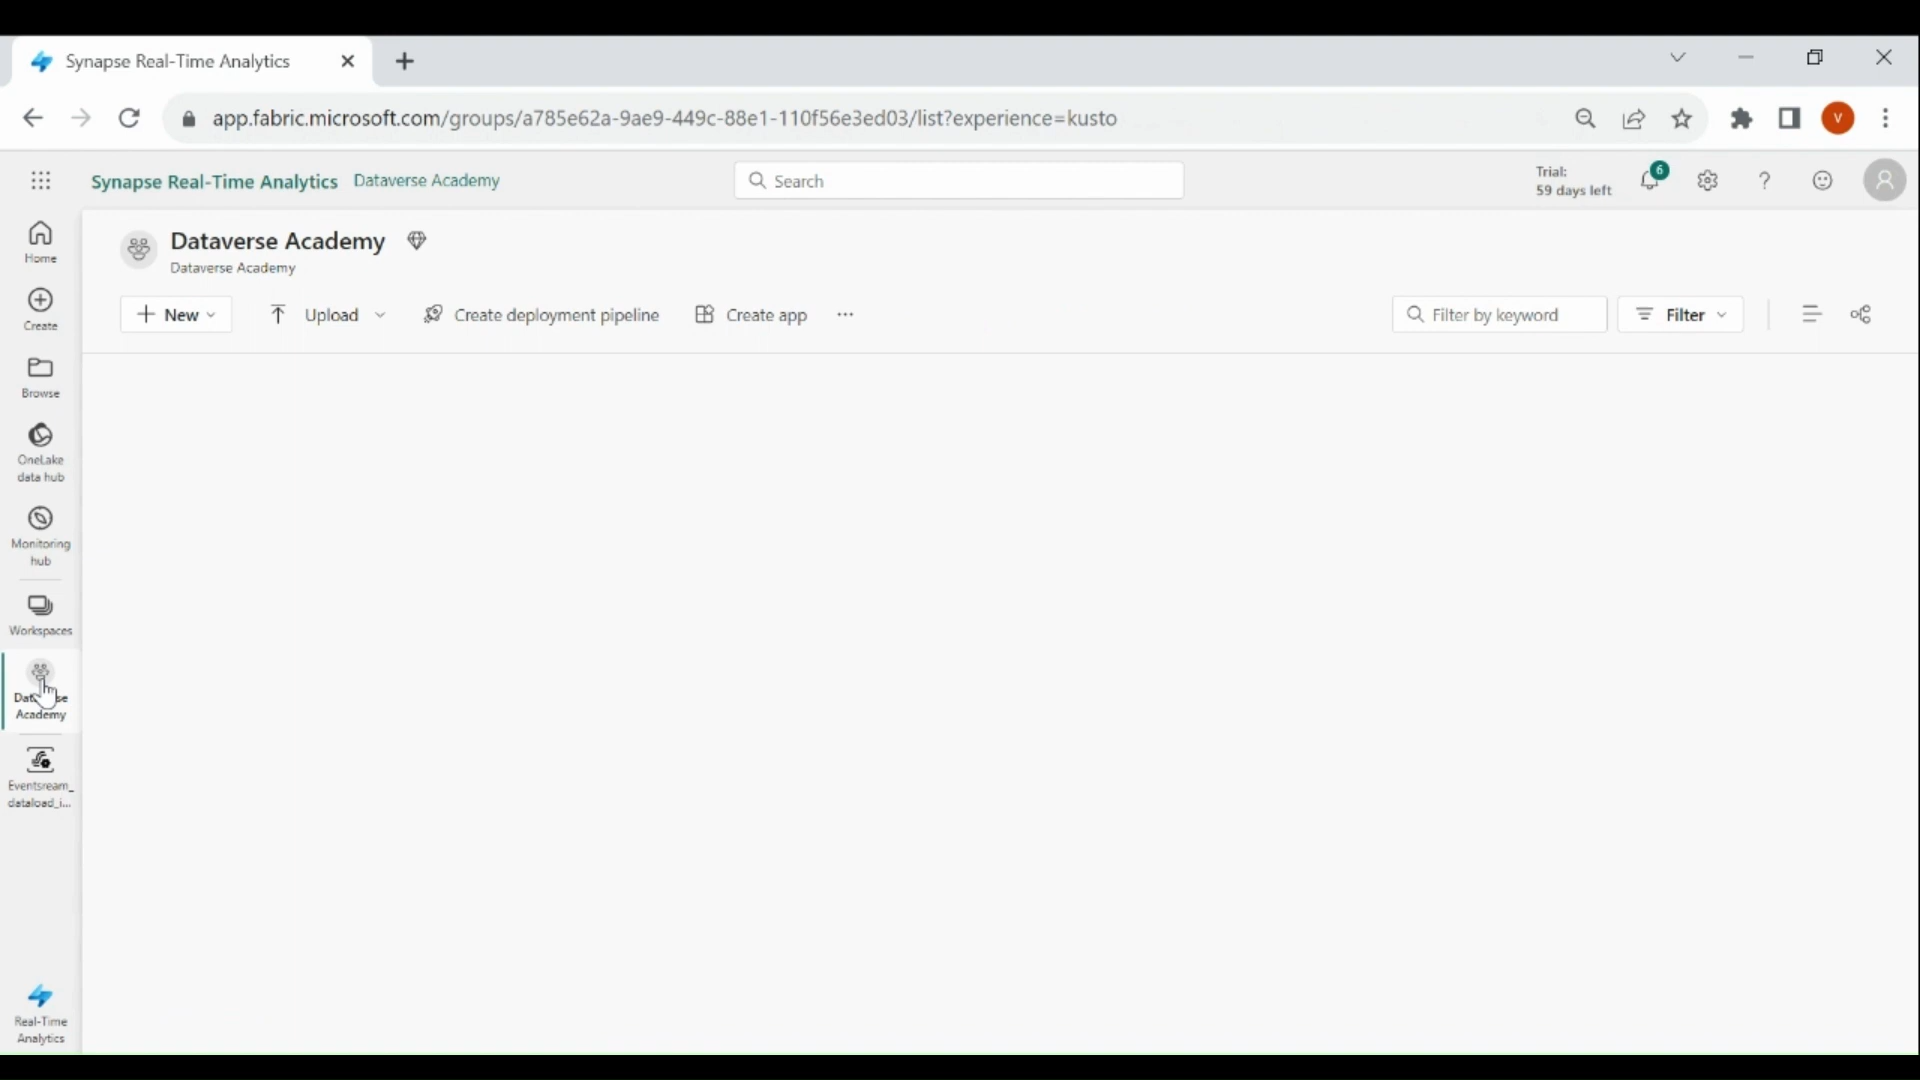 Synapse Real-Time Analytics
app.fabric.microsoft.com/groups/a785e62a-9ae9-449c-88e1-110f56e3ed03/list?experience=kusto
V
Synapse Real-Time Analytics Dataverse Academy
Search
Trial:
59 days left
6
Home
Create
Browse
OneLake
data hub
Monitoring
hub
Workspaces
Academy
Eventsream_
dataload_i...
Real-Time
Analytics
Dataverse Academy
Dataverse Academy
New
Upload
Create deployment pipeline
Create app
Filter by keyword
Filter